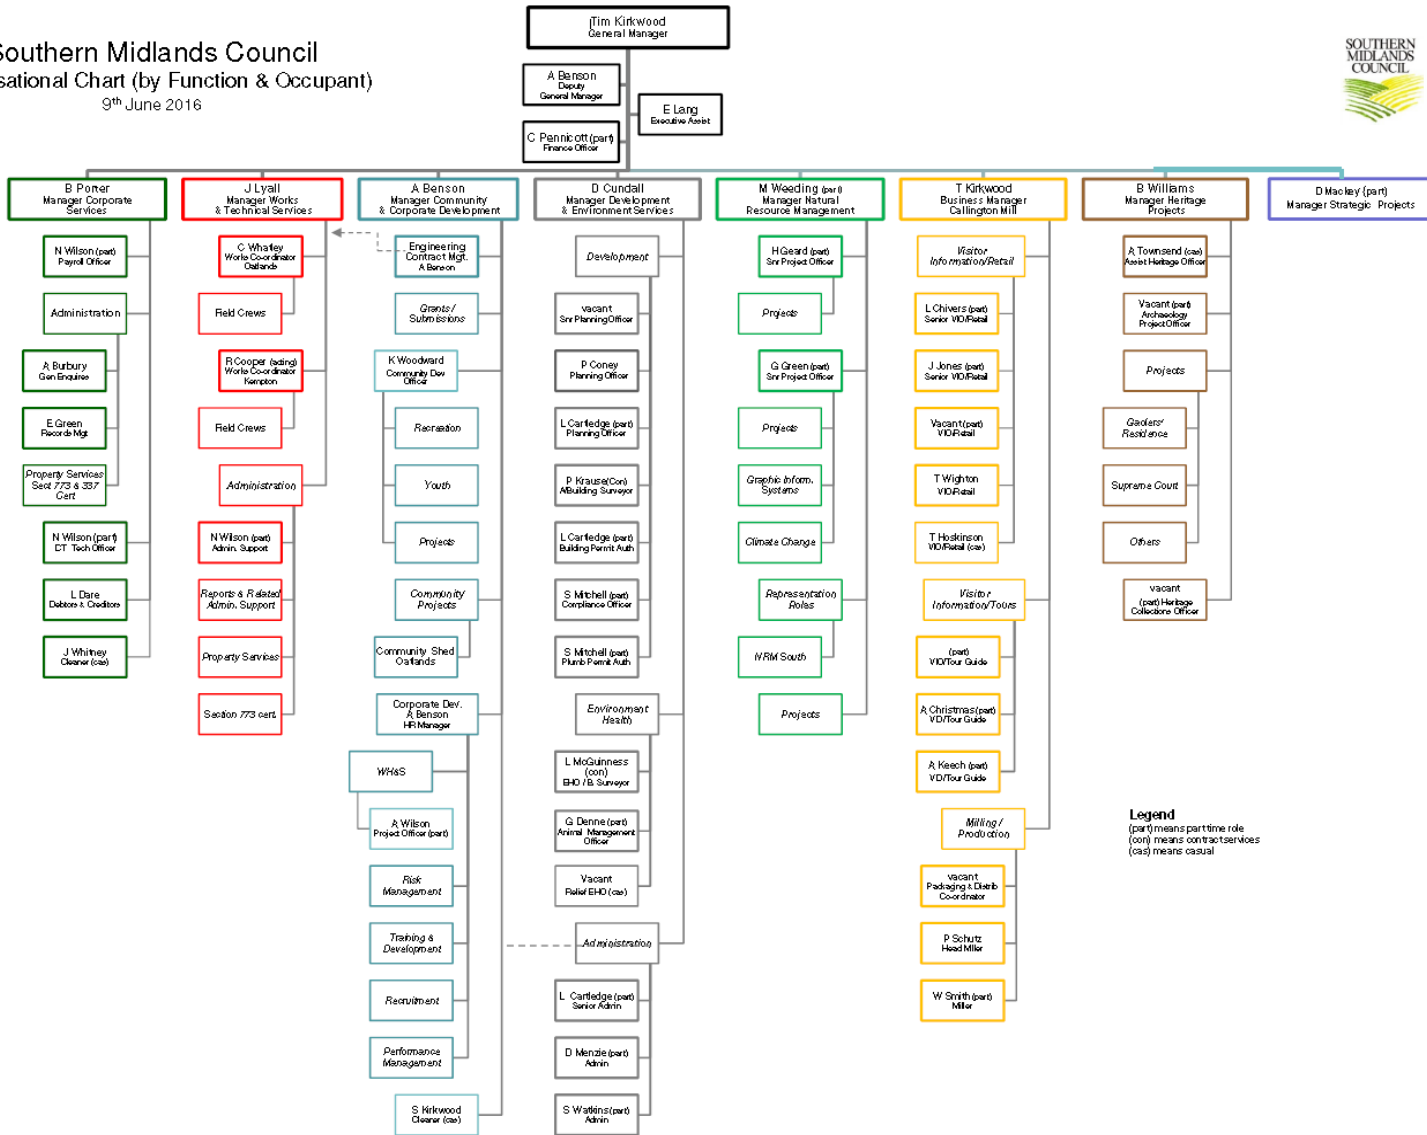 Southern Midlands Council
sational Chart (by Function & Occupant)
9th June 2016
SOUTHERN
MIDLANDS
COUNCIL
Tim Kirkwood
General Manager
A Benson
Deputy
General Manager
E Lang
Executive Assist
C Pennicott (part)
Finance Officer
B Porter
Manager Corporate
Services
N Wilson (part)
Payroll Officer
Administration
A Burbury
Gen Enquires
E Green
Records Mgt
Property Services
Sect 773 & 337
Cert
N Wilson (part)
I.T Tech Officer
L Dare
Debtors & Creditors
J Whitney
Cleaner (cas)
J Lyall
Manager Works
& Technical Services
C Whatley
Works Co-ordinator
Oatlands
Field Crews
R Cooper (acting)
Works Co-ordinator
Kempton
Field Crews
Administration
N Wilson (part)
Admin. Support
Reports & Related
Admin. Support
Property Services
Section 773 cert.
A Benson
Manager Community
& Corporate Development
Engineering
Contract Mgt.
A Benson
Grants /
Submissions
K Woodward
Community Dev
Officer
Recreation
Youth
Projects
Community
Projects
Community Shed
Oatlands
Corporate Dev.
A Benson
HR Manager
WH&S
A Wilson
Project Officer (part)
Risk
Management
Training &
Development
Recruitment
Performance
Management
S Kirkwood
Cleaner (cas)
D Cundall
Manager Development
& Environment Services
Development
vacant
Snr Planning Officer
P Coney
Planning Officer
L Cartledge (part)
Planning Officer
P Krause(Con)
A/Building Surveyor
L Cartledge (part)
Building Permit Auth
S Mitchell (part)
Compliance Officer
S Mitchell (part)
Plumb Permit Auth
Environment
Health
L McGuinness
(con)
EHO / B. Surveyor
G Denne (part)
Animal Management
Officer
Vacant
Relief EHO (cas)
Administration
L Cartledge (part)
Senior Admin
D Menzie (part)
Admin
S Watkins (part)
Admin
M Weeding (part)
Manager Natural
Resource Management
H Geard (part)
Snr Project Officer
Projects
G Green (part)
Snr Project Officer
Projects
Graphic Inform.
Systems
Climate Change
Representation
Roles
NRM South
Projects
T Kirkwood
Business Manager
Callington Mill
Visitor
Information/Retail
L Chivers (part)
Senior VIO/Retail
J Jones (part)
Senior VIO/Retail
Vacant (part)
VIO/Retail
T Wighton
VIO/Retail
T Hoskinson
VIO/Retail (cas)
Visitor
Information/Tours
(part)
VIO/Tour Guide
A Christmas (part)
VIO/Tour Guide
A Keech (part)
VIO/Tour Guide
Milling /
Production
vacant
Packaging & Distrib
Co-ordinator
P Schutz
Head Miller
W Smith (part)
Miller
B Williams
Manager Heritage
Projects
A Townsend (cas)
Assist Heritage Officer
Vacant (part)
Archaeology
Project Officer
Projects
Gaolers'
Residence
Supreme Court
Others
vacant
(part) Heritage
Collections Officer
D Mackey (part)
Manager Strategic Projects
Legend
(part) means part time role
(con) means contract services
(cas) means casual